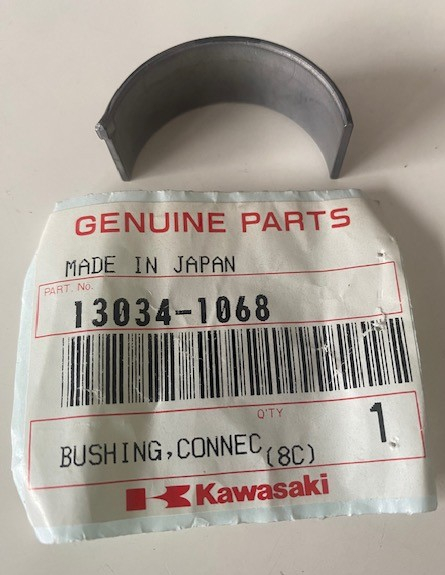 GENUINE PARTS
MADE IN JAPAN
PART. No.
13034-1068
Q'TY
1
BUSHING,CONNEC(8C)
Kawasaki